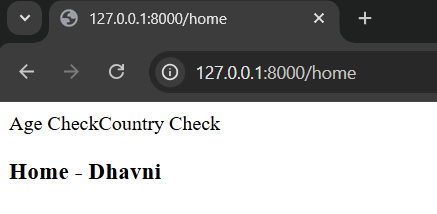 127.0.0.1:8000/home
127.0.0.1:8000/home
Age CheckCountry Check
Home - Dhavni